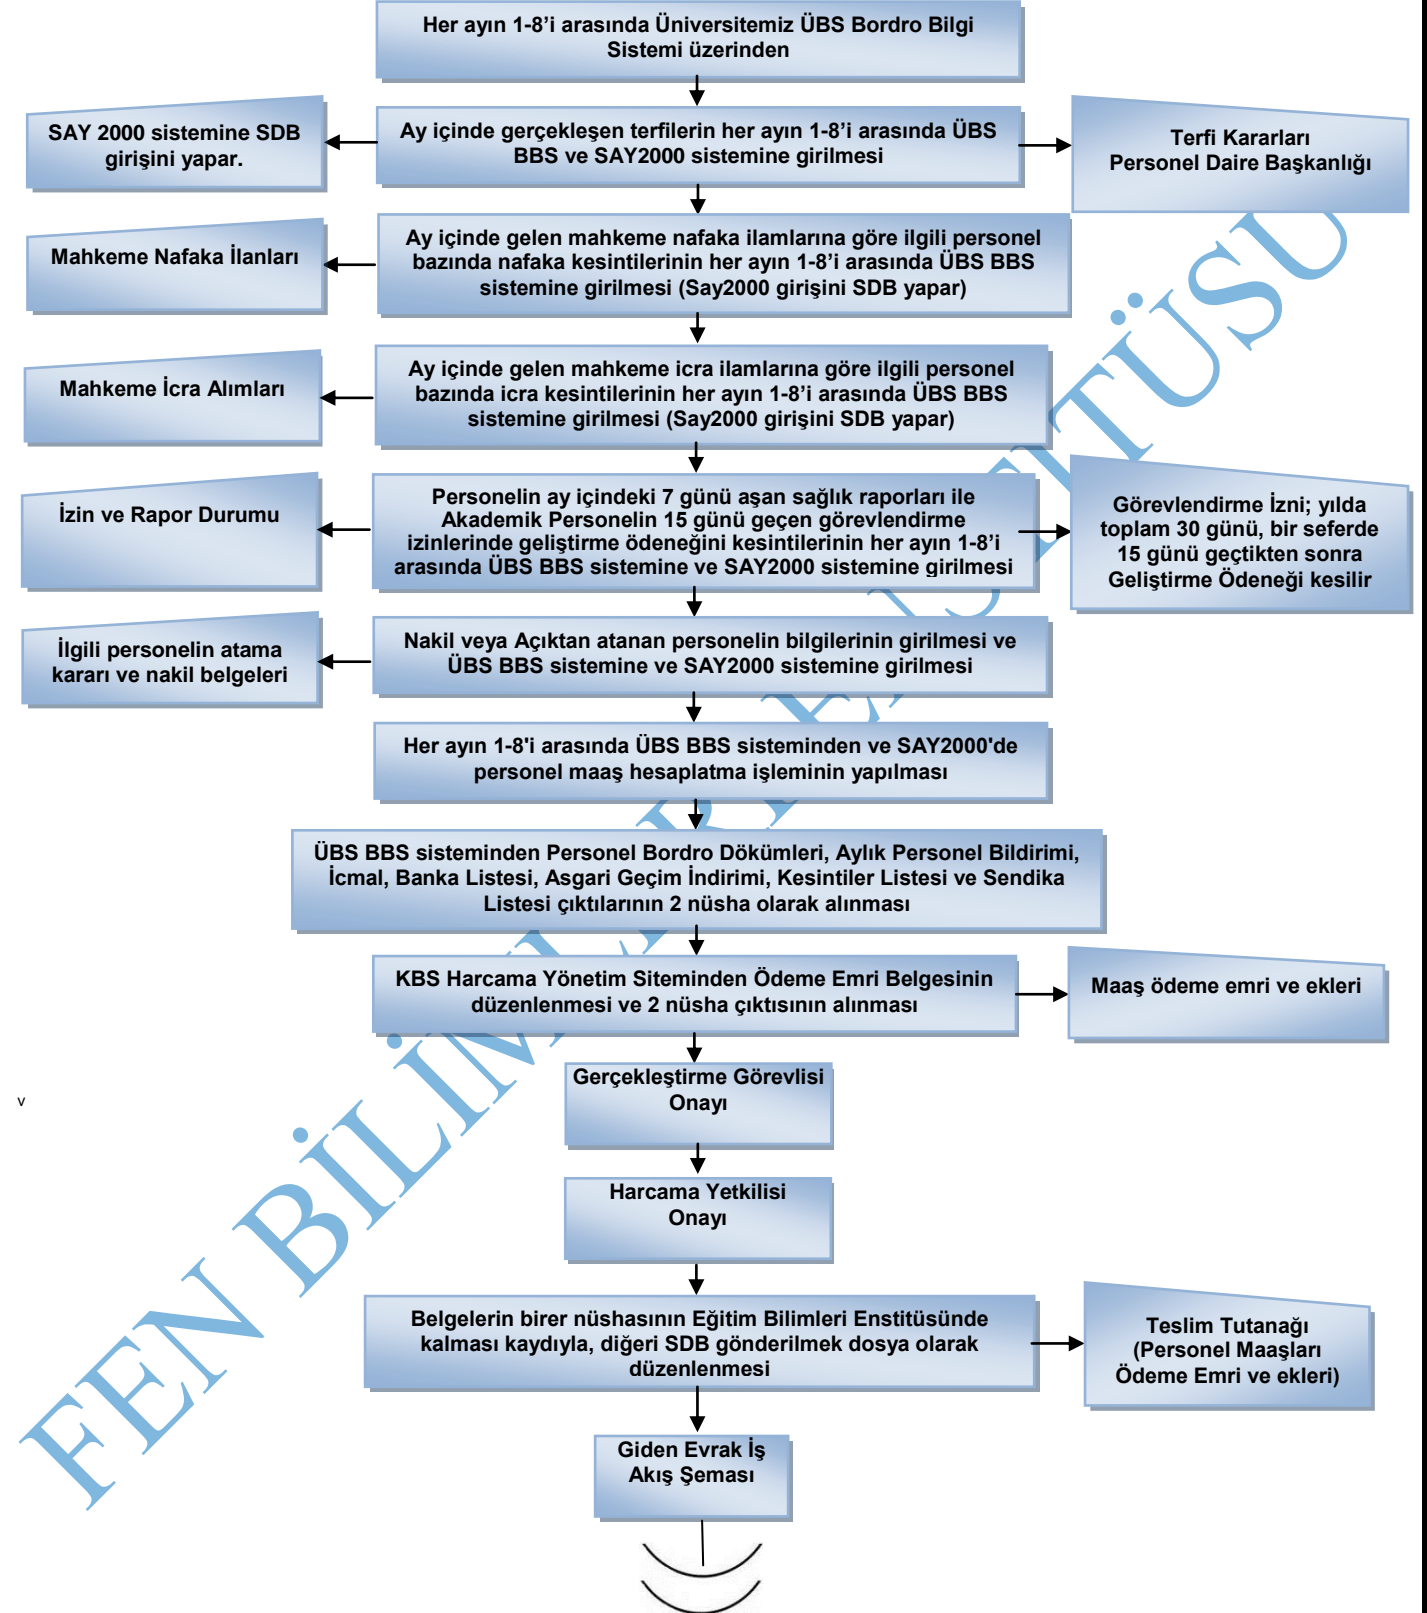 Her ayın 1-8’i arasında Üniversitemiz ÜBS Bordro Bilgi
Sistemi üzerinden
SAY 2000 sistemine SDB
girişini yapar.
Ay içinde gerçekleşen terfilerin her ayın 1-8’i arasında ÜBS
BBS ve SAY2000 sistemine girilmesi
Terfi Kararları
Personel Daire Başkanlığı
Mahkeme Nafaka İlanları
Ay içinde gelen mahkeme nafaka ilamlarına göre ilgili personel
bazında nafaka kesintilerinin her ayın 1-8’i arasında ÜBS BBS
sistemine girilmesi (Say2000 girişini SDB yapar)
Mahkeme İcra Alımları
Ay içinde gelen mahkeme icra ilamlarına göre ilgili personel
bazında icra kesintilerinin her ayın 1-8’i arasında ÜBS BBS
sistemine girilmesi (Say2000 girişini SDB yapar)
İzin ve Rapor Durumu
Personelin ay içindeki 7 günü aşan sağlık raporları ile
Akademik Personelin 15 günü geçen görevlendirme
izinlerinde geliştirme ödeneğini kesintilerinin her ayın 1-8’i
arasında ÜBS BBS sistemine ve SAY2000 sistemine girilmesi
Görevlendirme İzni; yılda
toplam 30 günü, bir seferde
15 günü geçtikten sonra
Geliştirme Ödeneği kesilir
İlgili personelin atama
kararı ve nakil belgeleri
Nakil veya Açıktan atanan personelin bilgilerinin girilmesi ve
ÜBS BBS sistemine ve SAY2000 sistemine girilmesi
Her ayın 1-8'i arasında ÜBS BBS sisteminden ve SAY2000'de
personel maaş hesaplatma işleminin yapılması
ÜBS BBS sisteminden Personel Bordro Dökümleri, Aylık Personel Bildirimi,
İcmal, Banka Listesi, Asgari Geçim İndirimi, Kesintiler Listesi ve Sendika
Listesi çıktılarının 2 nüsha olarak alınması
KBS Harcama Yönetim Siteminden Ödeme Emri Belgesinin
düzenlenmesi ve 2 nüsha çıktısının alınması
Maaş ödeme emri ve ekleri
Gerçekleştirme Görevlisi
Onayı
v
Harcama Yetkilisi
Onayı
Belgelerin birer nüshasının Eğitim Bilimleri Enstitüsünde
kalması kaydıyla, diğeri SDB gönderilmek dosya olarak
düzenlenmesi
Teslim Tutanağı
(Personel Maaşları
Ödeme Emri ve ekleri)
Giden Evrak İş
Akış Şeması
FEN BİLİMLERİ